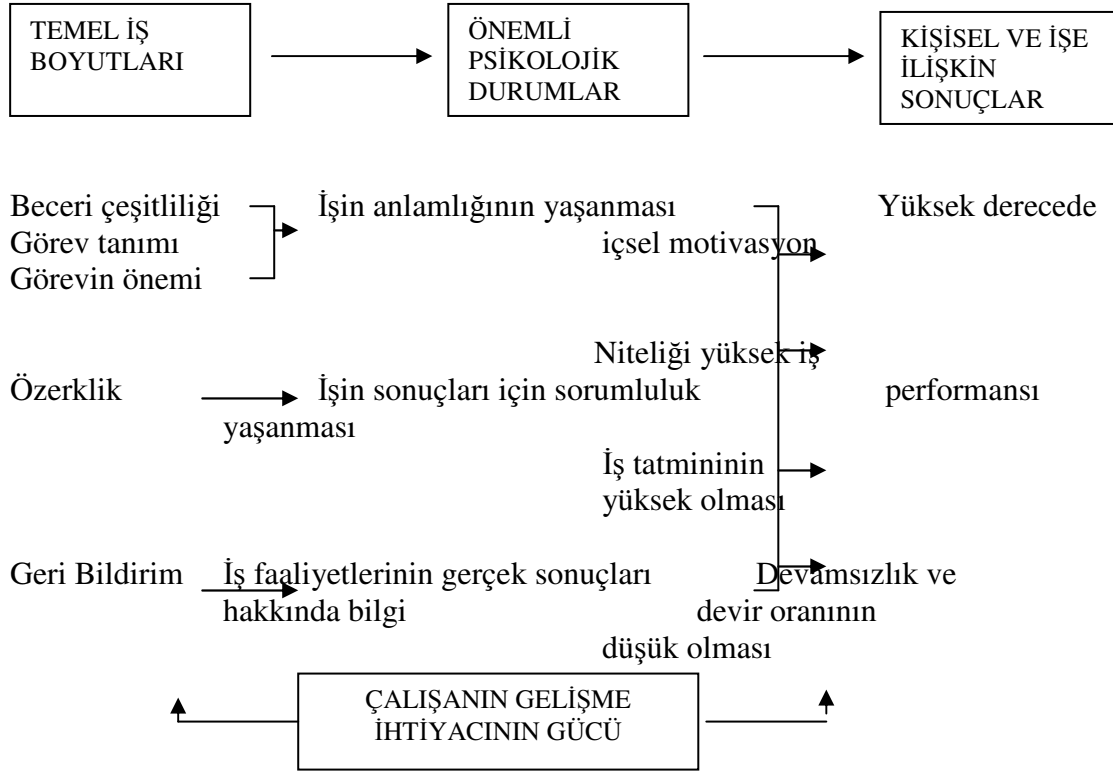 TEMEL İŞ
BOYUTLARI
ÖNEMLİ
PSİKOLOJİK
DURUMLAR
KİŞİSEL VE İŞE
İLİŞKİN
SONUÇLAR
Beceri çeşitliliği İşin anlamlığının yaşanması Yüksek derecede
Görev tanımı içsel motivasyon
Görevin önemi
Niteliği yüksek iş
Özerklik İşin sonuçları için sorumluluk performansı
yaşanması
İş tatmininin
yüksek olması
Geri Bildirim İş faaliyetlerinin gerçek sonuçları Devamsızlık ve
hakkında bilgi devir oranının
düşük olması
ÇALIŞANIN GELİŞME
İHTİYACININ GÜCÜ